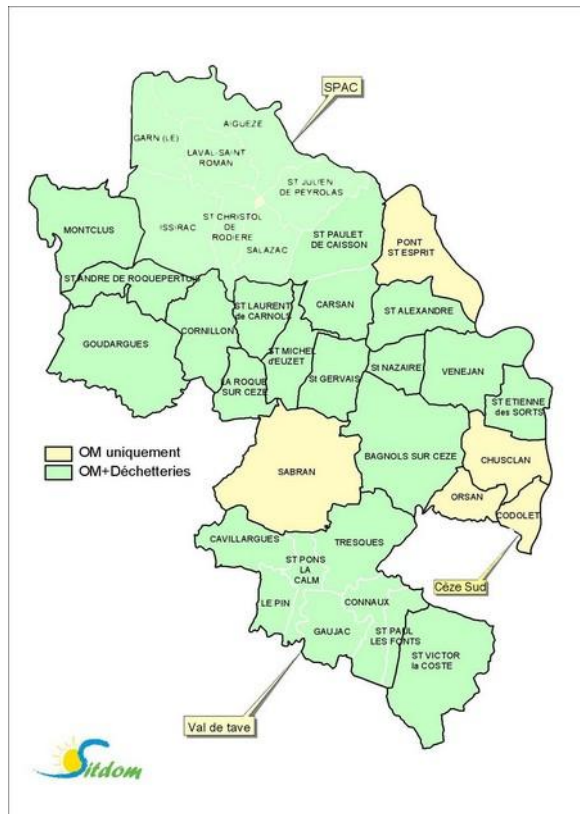 SPAC
AIGUEZE
GARN (LE)
LAVAL-SAINT
ROMAN
ST JULIEN
DE PEYROLAS
MONTCLUS
ISSIRAC
ST CHRISTOL
DE
RODIERE
SALAZAC
ST PAULET
DE CAISSON
PONT
ST ESPRIT
ST ANDRE DE ROQUEPERTUIS
ST LAURENT
de CARNOLS
CARSAN
ST ALEXANDRE
GOUDARGUES
CORNILLON
ST MICHEL
d'EUZET
LA ROQUE
SUR CEZE
St GERVAIS
St NAZAIRE
VENEJAN
ST ETIENNE
des SORTS
OM uniquement
OM+Déchetteries
SABRAN
BAGNOLS SUR CEZE
CHUSCLAN
ORSAN
CODOLET
CAVILLARGUES
TRESQUES
ST PONS
LA
CALM
Cèze Sud
LE PIN
CONNAUX
GAUJAC
ST PAUL
LES FONTS
ST VICTOR
la COSTE
Val de tave
Sitdom